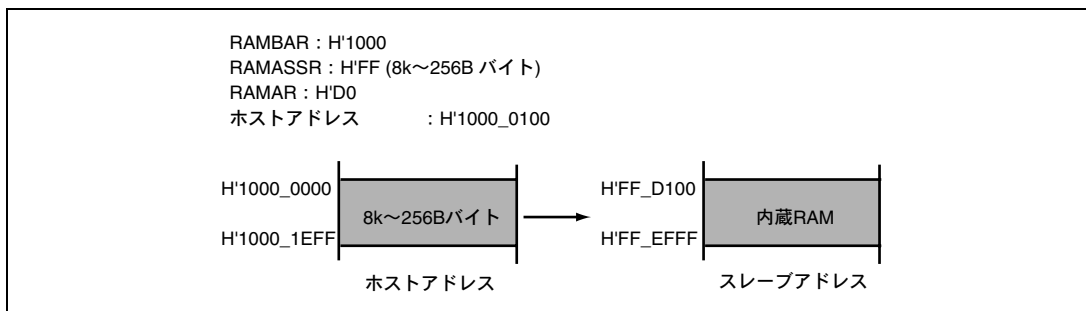 RAMBAR : H'1000
RAMASSR : H'FF (8k～256B バイト)
RAMAR : H'D0
ホストアドレス : H'1000_0100
H'1000_0000
H'1000_1EFF
8k～256Bバイト
H'FF_D100
H'FF_EFFF
内蔵RAM
ホストアドレス
スレーブアドレス